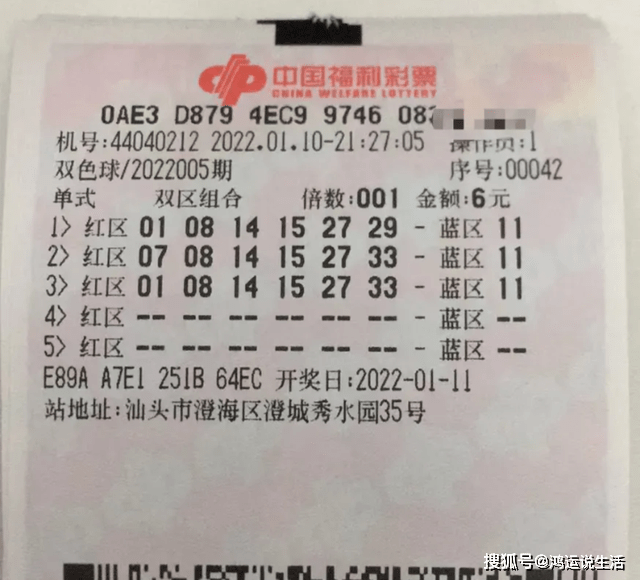 中国福利彩票
CHINA WELFARE LOTTERY
0AE3 D879 4EC9 9746
机号:44040212 2022.01.10-21:27:05 操作员:1
双色球/2022005期 序号:00042
单式 双区组合 倍数:001 金额:6元
1> 红区 01 08 14 15 27 29 - 蓝区 11
2> 红区 07 08 14 15 27 33 - 蓝区 11
3> 红区 01 08 14 15 27 33 - 蓝区 11
4> 红区 -- -- -- -- -- -- - 蓝区 --
5> 红区 -- -- -- -- -- -- - 蓝区 --
E89A A7E1 251B 64EC 开奖日:2022-01-11
站地址:汕头市澄海区澄城秀水园35号
搜狐号@鸿运说生活